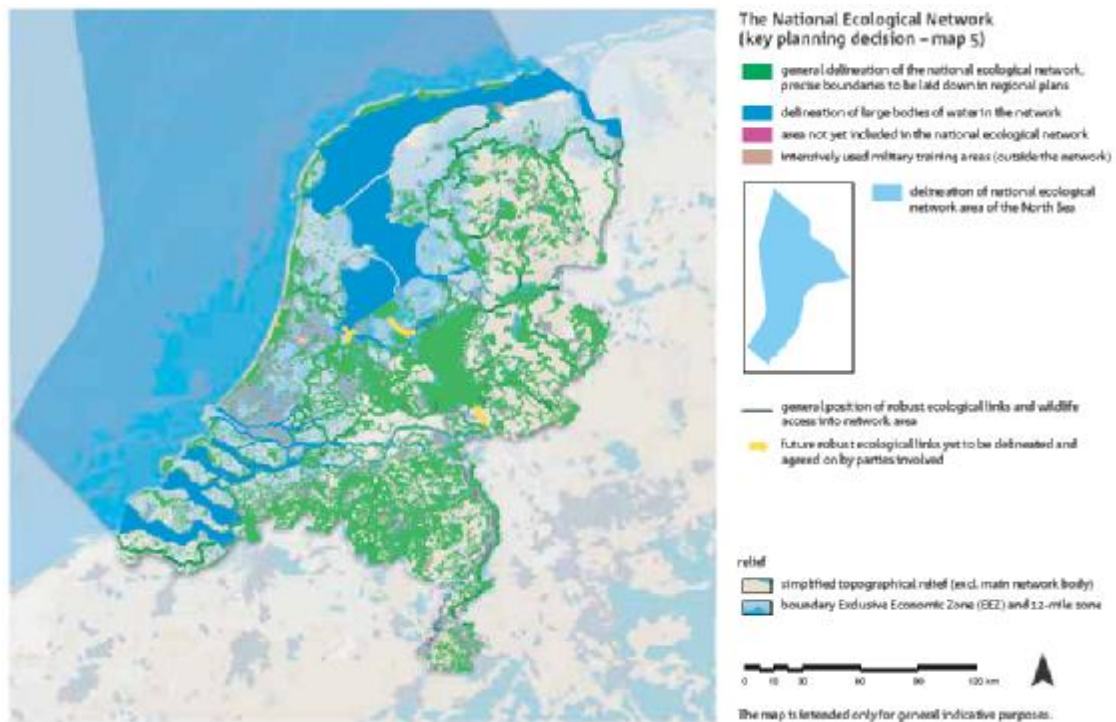 The National Ecological Network
(key planning decision – map 5)
general delineation of the national ecological network,
precise boundaries to be laid down in regional plans
delineation of large bodies of water in the network
area not yet included in the national ecological network
intensively used military training areas (outside the network)
delineation of national ecological
network area of the North Sea
general position of robust ecological links and wildlife
access into network area
future robust ecological links yet to be delineated and
agreed on by parties involved
relief
simplified topographical relief (excl. main network body)
boundary Exclusive Economic Zone (EEZ) and 12-mile zone
0 10 30 60 90 120 km
The map is intended only for general indicative purposes.